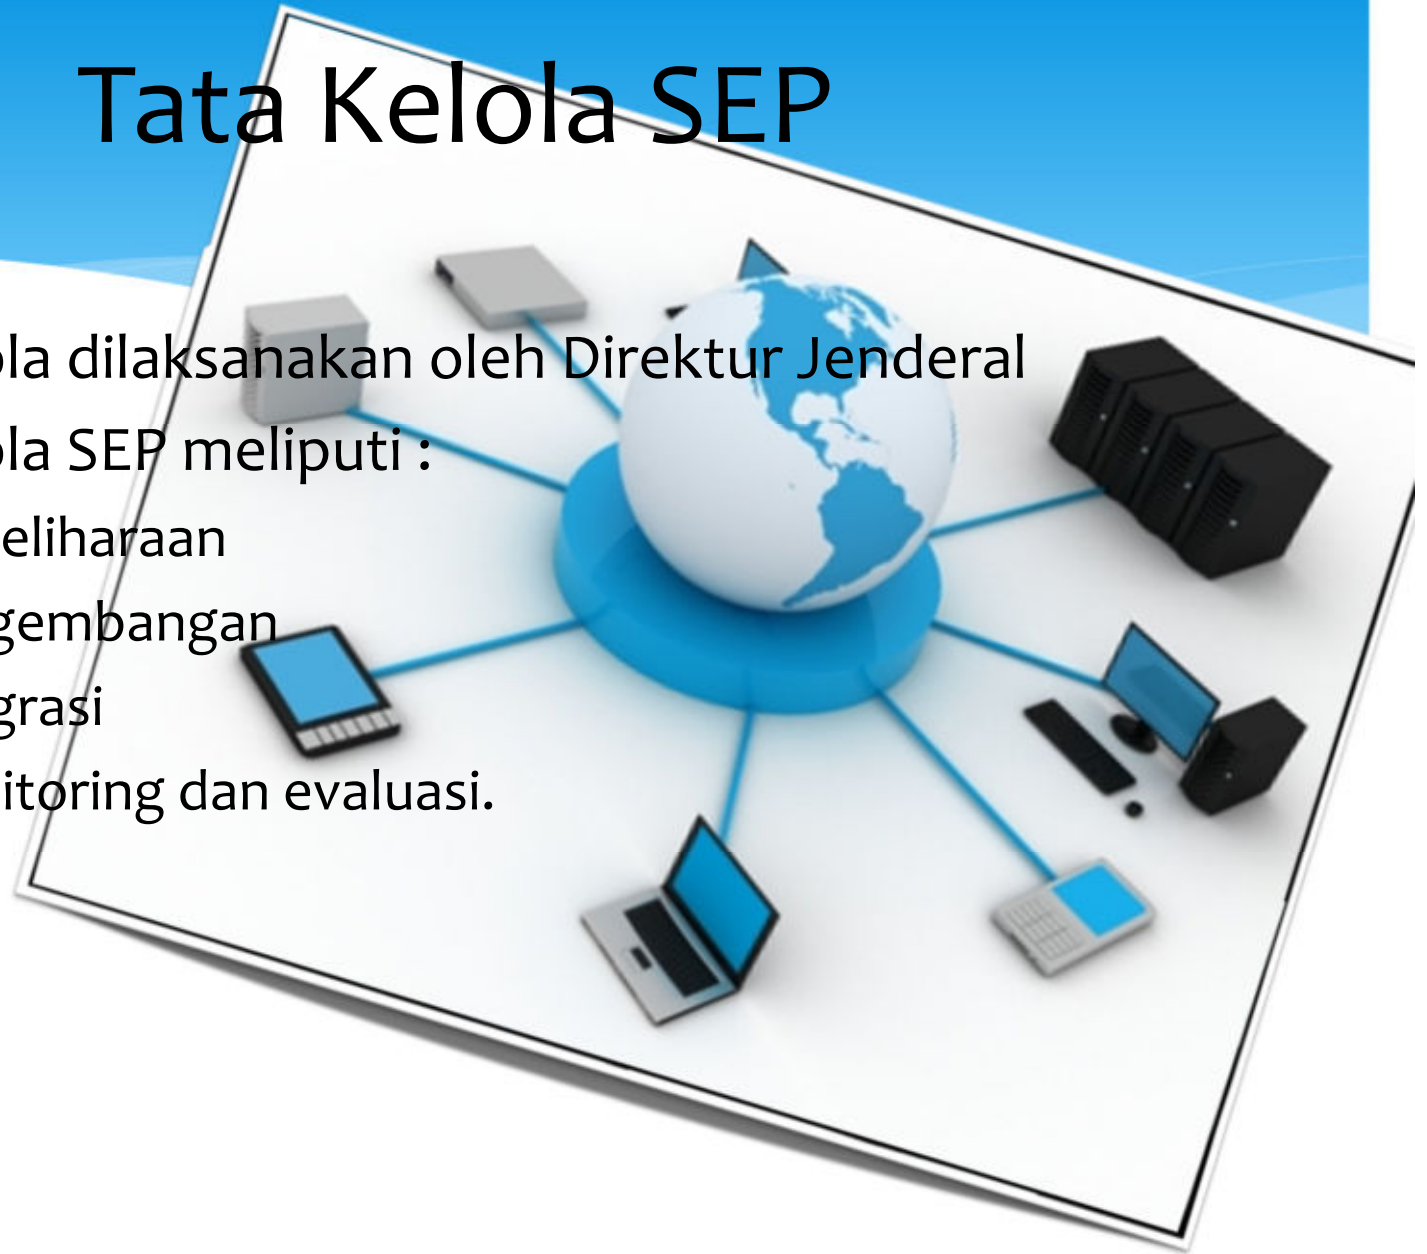 Tata Kelola SEP
ola dilaksanakan oleh Direktur Jenderal
ola SEP meliputi :
eliharaan
gembangan
grasi
itoring dan evaluasi.